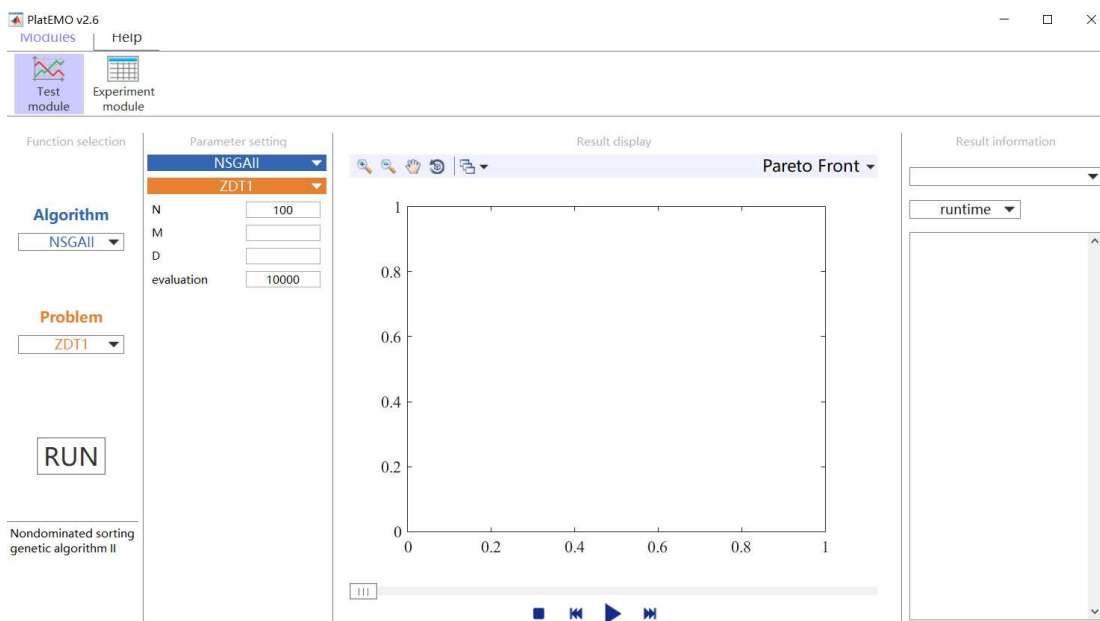 PlatEMO v2.6
Modules Help
Test
module
Experiment
module
Function selection
Algorithm
NSGAII
Problem
ZDT1
RUN
Nondominated sorting
genetic algorithm II
Parameter setting
NSGAII
ZDT1
N 100
M
D
evaluation 10000
Result display
Pareto Front
1
0.8
0.6
0.4
0.2
0
0 0.2 0.4 0.6 0.8 1
Result information
runtime